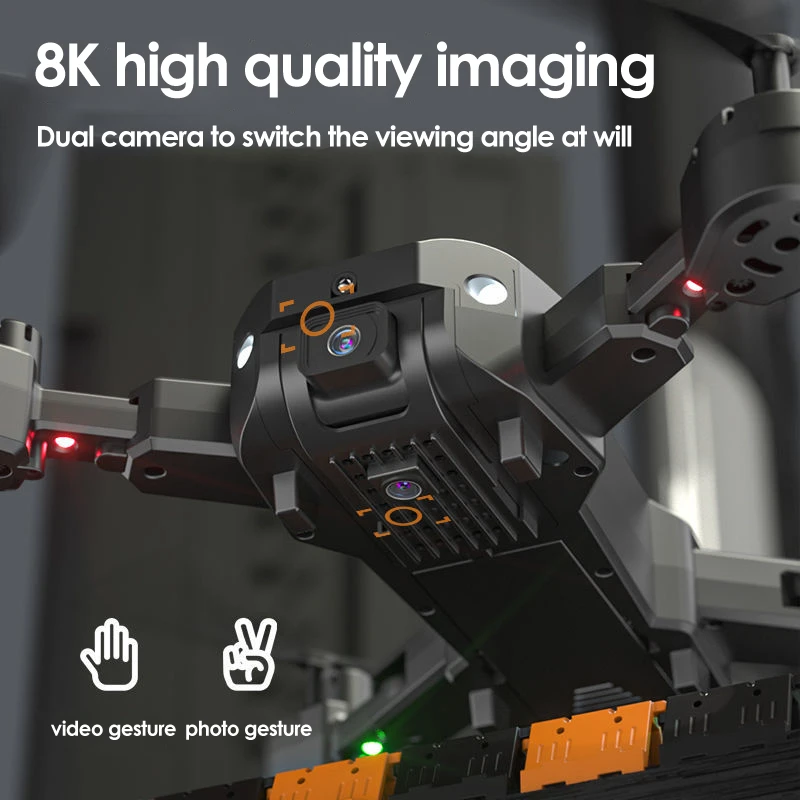 8K high quality imaging
Dual camera to switch the viewing angle at will
video gesture photo gesture